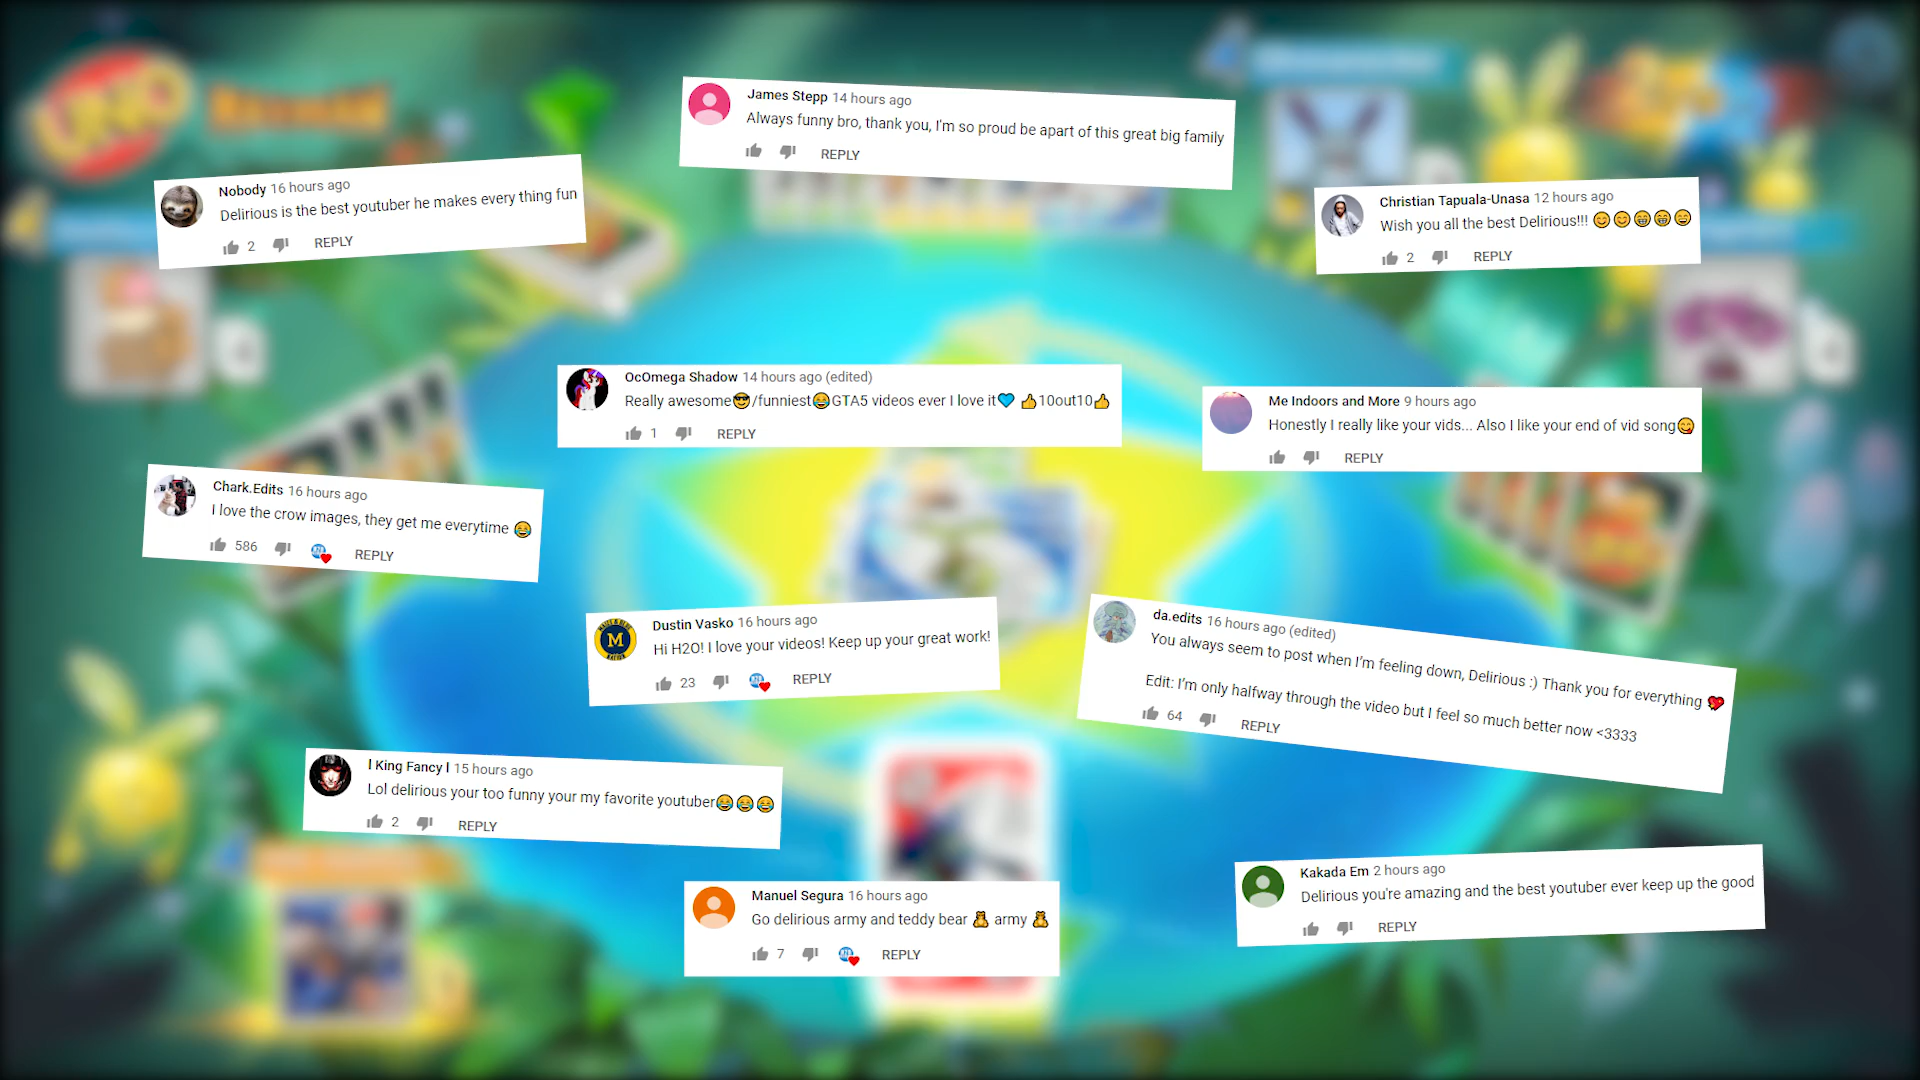 UNO
RAYMAN
James Stepp 14 hours ago
Always funny bro, thank you, I'm so proud be apart of this great big family
REPLY
Nobody 16 hours ago
Delirious is the best youtuber he makes every thing fun
2 REPLY
Christian Tapuala-Unasa 12 hours ago
Wish you all the best Delirious!!! 😊😊😁😁😄
2 REPLY
OcOmega Shadow 14 hours ago (edited)
Really awesome😎/funniest😂GTA5 videos ever I love it💙 👍10out10👍
1 REPLY
Me Indoors and More 9 hours ago
Honestly I really like your vids... Also I like your end of vid song😋
REPLY
Chark.Edits 16 hours ago
I love the crow images, they get me everytime 😂
586 REPLY
Dustin Vasko 16 hours ago
Hi H2O! I love your videos! Keep up your great work!
23 REPLY
M
da.edits 16 hours ago (edited)
You always seem to post when I'm feeling down, Delirious :) Thank you for everything 💖
Edit: I'm only halfway through the video but I feel so much better now <3333
64 REPLY
l King Fancy l 15 hours ago
Lol delirious your too funny your my favorite youtuber😂😂😂
2 REPLY
Manuel Segura 16 hours ago
Go delirious army and teddy bear 🧸 army 🧸
7 REPLY
Kakada Em 2 hours ago
Delirious you're amazing and the best youtuber ever keep up the good
REPLY